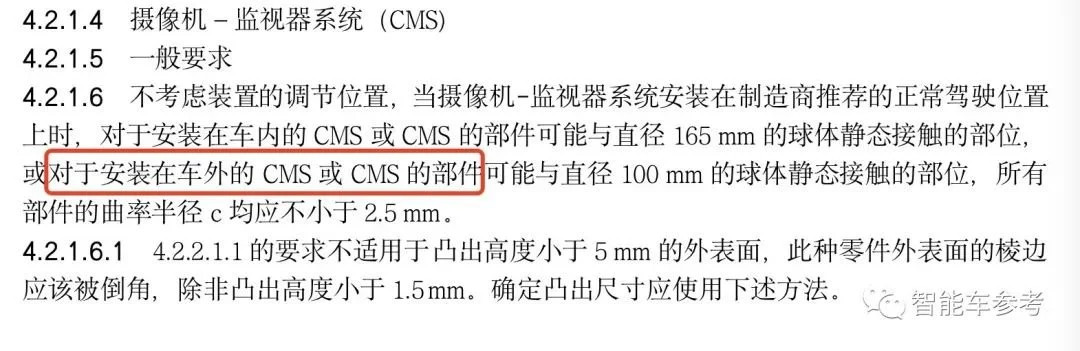 4.2.1.4 摄像机－监视器系统（CMS)
4.2.1.5 一般要求
4.2.1.6 不考虑装置的调节位置，当摄像机-监视器系统安装在制造商推荐的正常驾驶位置
上时，对于安装在车内的 CMS 或 CMS 的部件可能与直径 165 mm 的球体静态接触的部位，
或对于安装在车外的 CMS 或 CMS 的部件可能与直径 100 mm 的球体静态接触的部位，所有
部件的曲率半径 c 均应不小于 2.5 mm。
4.2.1.6.1 4.2.2.1.1 的要求不适用于凸出高度小于 5 mm 的外表面，此种零件外表面的棱边
应该被倒角，除非凸出高度小于 1.5 mm。确定凸出尺寸应使用下述方法。
智能车参考